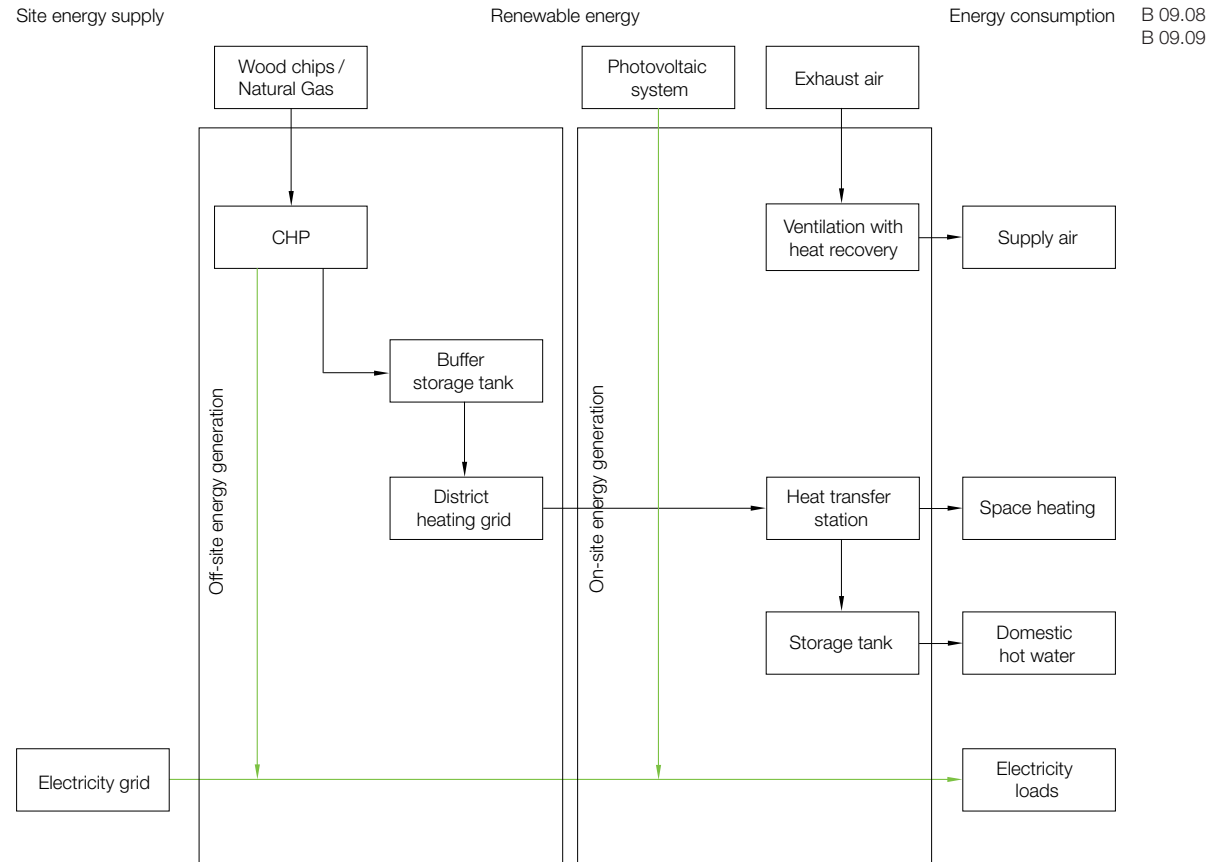 Site energy supply
Renewable energy
Energy consumption
B 09.08
B 09.09
Wood chips /
Natural Gas
Photovoltaic
system
Exhaust air
CHP
Ventilation with
heat recovery
Supply air
Buffer
storage tank
Off-site energy generation
On-site energy generation
District
heating grid
Heat transfer
station
Space heating
Storage tank
Domestic
hot water
Electricity grid
Electricity
loads